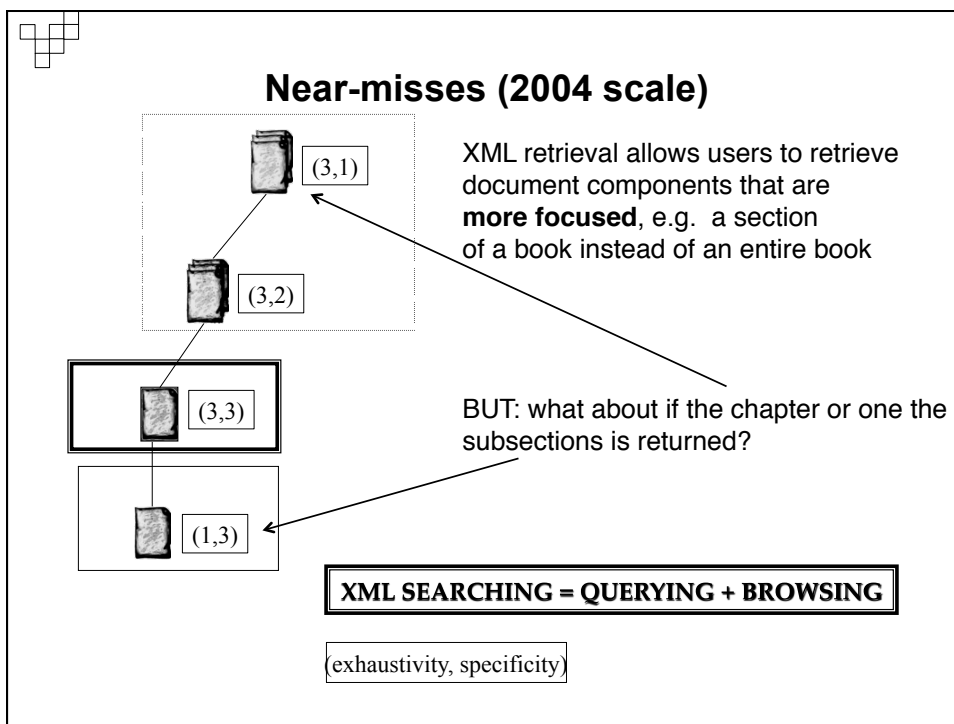 Near-misses (2004 scale)
(3,1)
XML retrieval allows users to retrieve
document components that are
more focused, e.g. a section
of a book instead of an entire book
(3,2)
(3,3)
BUT: what about if the chapter or one the
subsections is returned?
(1,3)
XML SEARCHING = QUERYING + BROWSING
(exhaustivity, specificity)